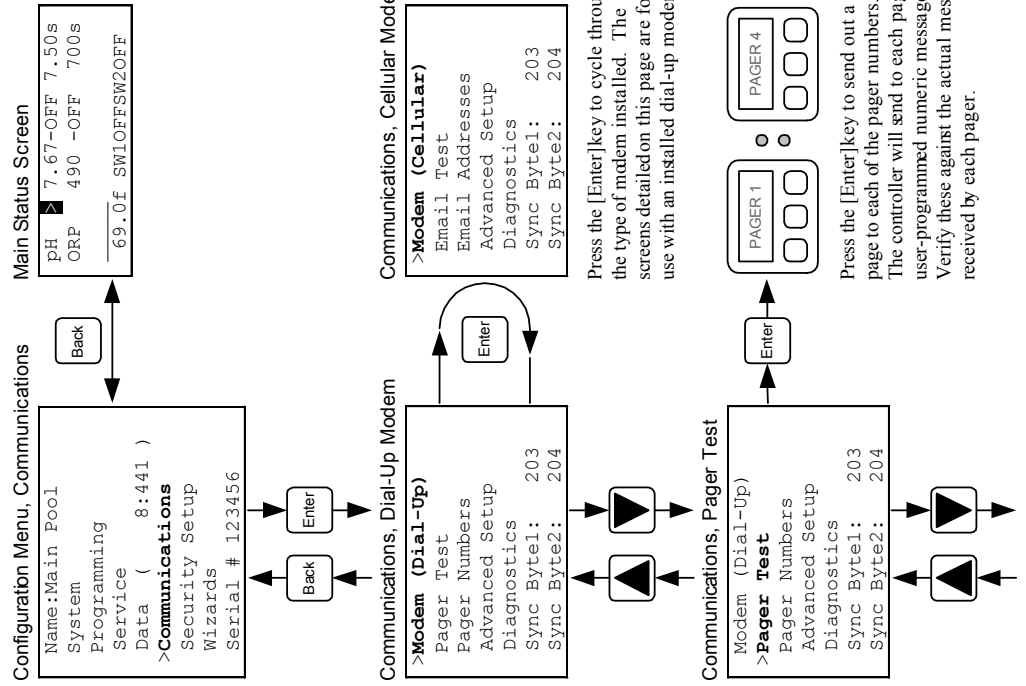 Configuration Menu, Communications
Name:Main Pool
System
Programming
Service
Data ( 8:441 )
>Communications
Security Setup
Wizards
Serial # 123456
Back
Main Status Screen
pH > 7.67-OFF 7.50s
ORP 490 -OFF 700s
69.0f SW1OFFSW2OFF
Back
Enter
Communications, Dial-Up Modem
>Modem (Dial-Up)
Pager Test
Pager Numbers
Advanced Setup
Diagnostics
Sync Byte1: 203
Sync Byte2: 204
Enter
Communications, Cellular Mode
>Modem (Cellular)
Email Test
Email Addresses
Advanced Setup
Diagnostics
Sync Byte1: 203
Sync Byte2: 204
Press the [Enter]key to cycle
the type of modem installed. The
screens detailedon this page are
use with an installed dial-up
Communications, Pager Test
Modem (Dial-Up)
>Pager Test
Pager Numbers
Advanced Setup
Diagnostics
Sync Byte1: 203
Sync Byte2: 204
Enter
PAGER 1
PAGER 4
Press the [Enter]key to send out a
page to each of the pager numbers.
The controller will send to each
user-programmed numeric
Verify these against the actual
received by each pager.